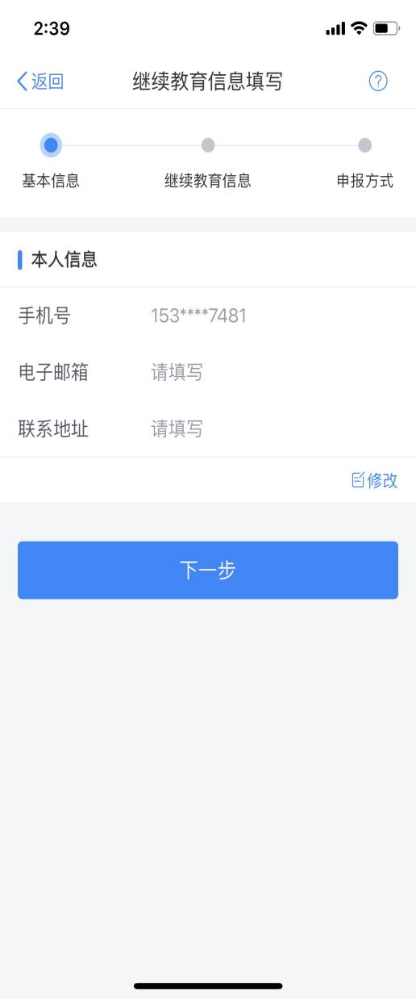 2:39
返回
继续教育信息填写
?
基本信息
继续教育信息
申报方式
本人信息
手机号 153****7481
电子邮箱 请填写
联系地址 请填写
修改
下一步